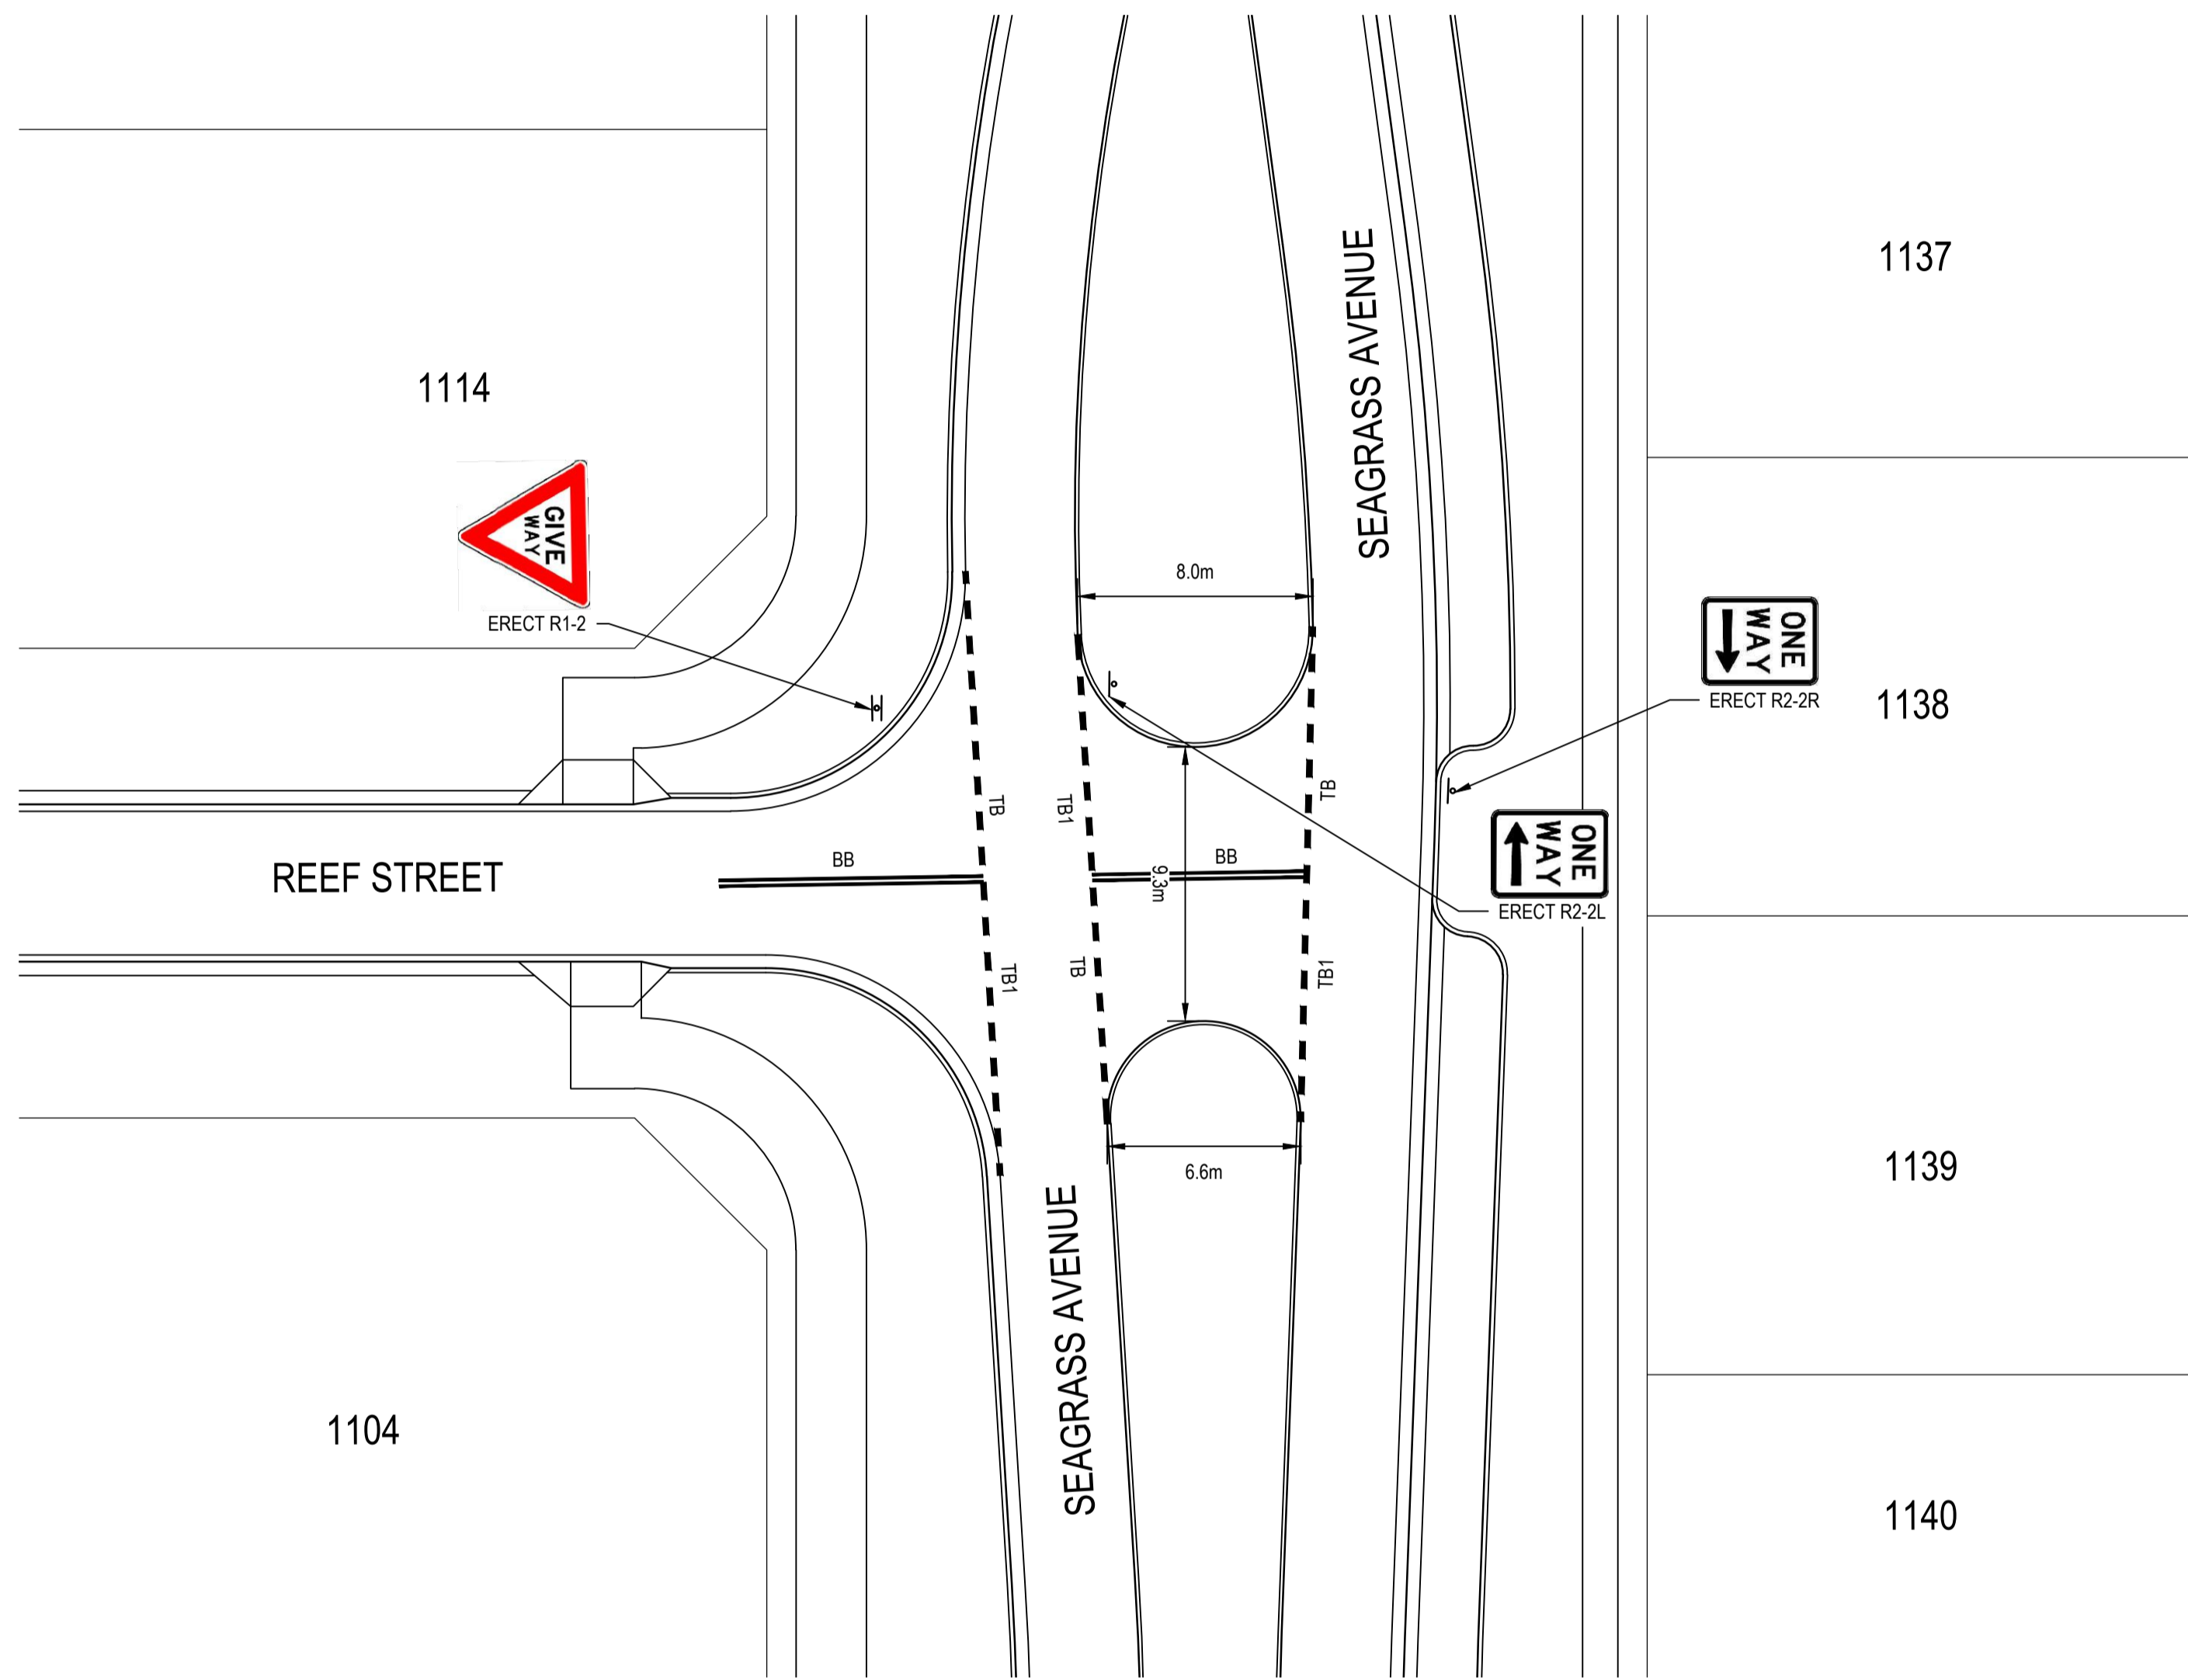 1137
SEAGRASS AVENUE
1114
GIVE
WAY
ERECT R1-2
8.0m
ONE
WAY
ERECT R2-2R
1138
TB
TB1
TB
ONE
WAY
ERECT R2-2L
REEF STREET
BB
BB
9.3m
TB1
TB
TB1
6.6m
1139
SEAGRASS AVENUE
1104
1140